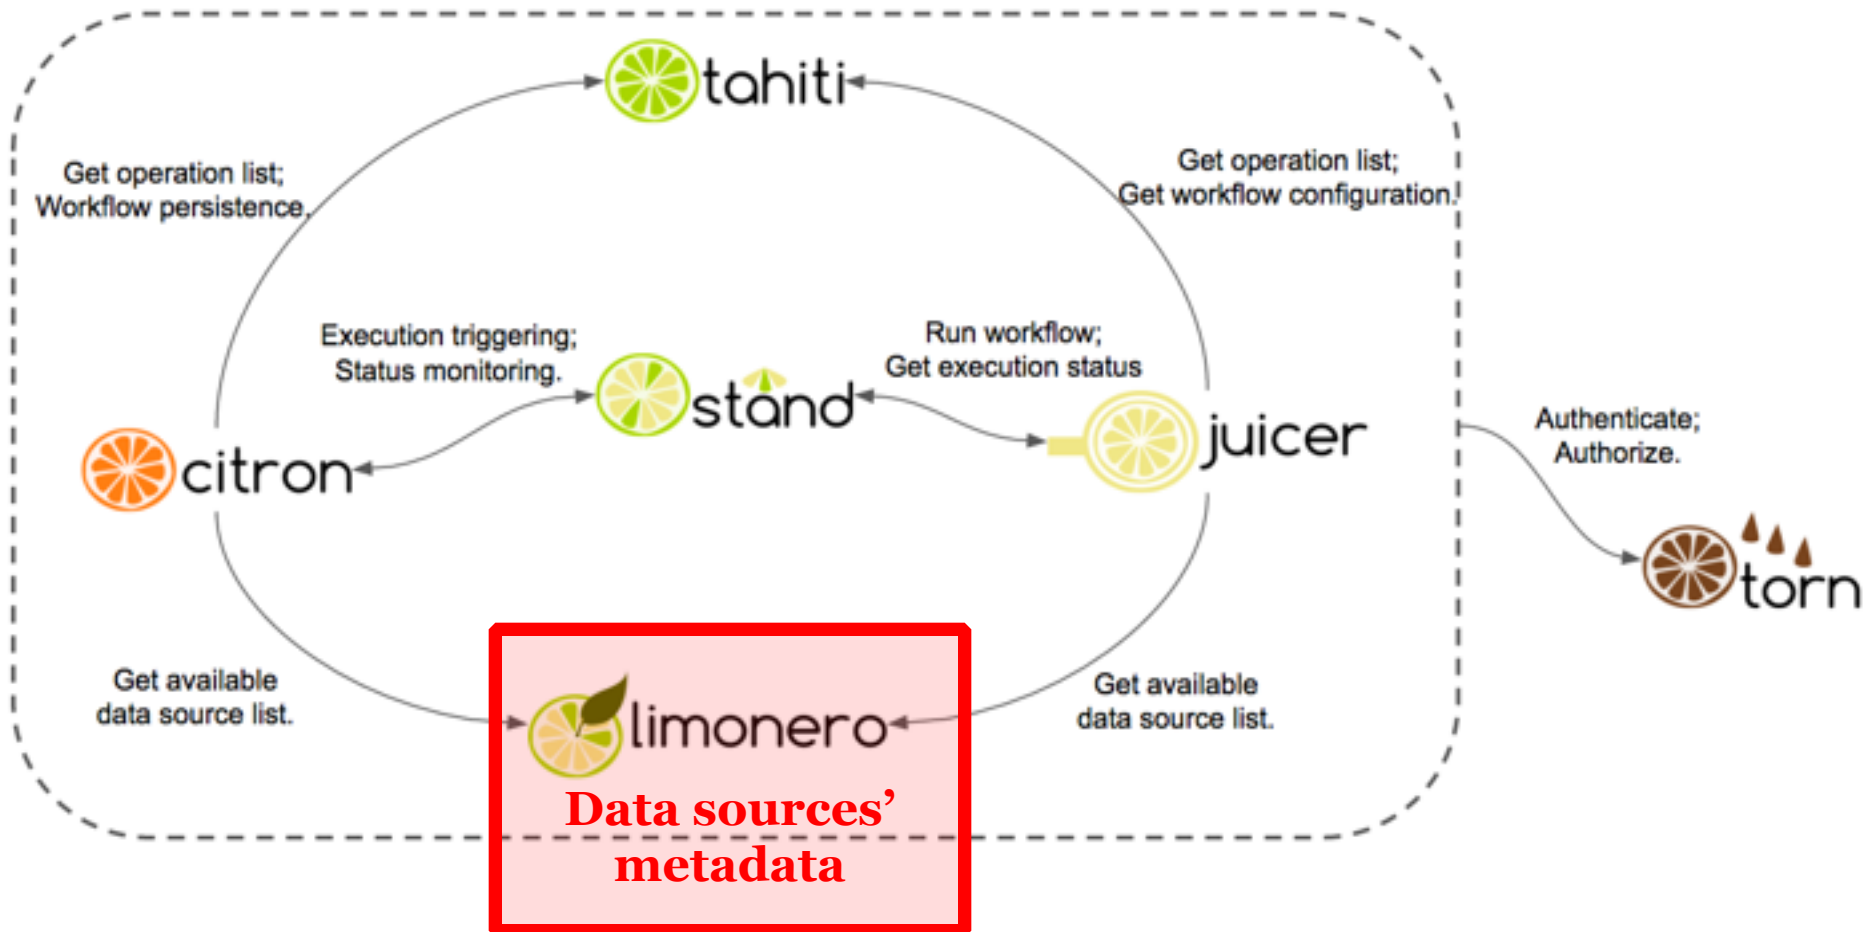 tahiti
Get operation list;
Workflow persistence.
Get operation list;
Get workflow configuration.
Execution triggering;
Status monitoring.
stand
Run workflow;
Get execution status
juicer
citron
Authenticate;
Authorize.
torn
Get available
data source list.
limonero
Get available
data source list.
Data sources’
metadata